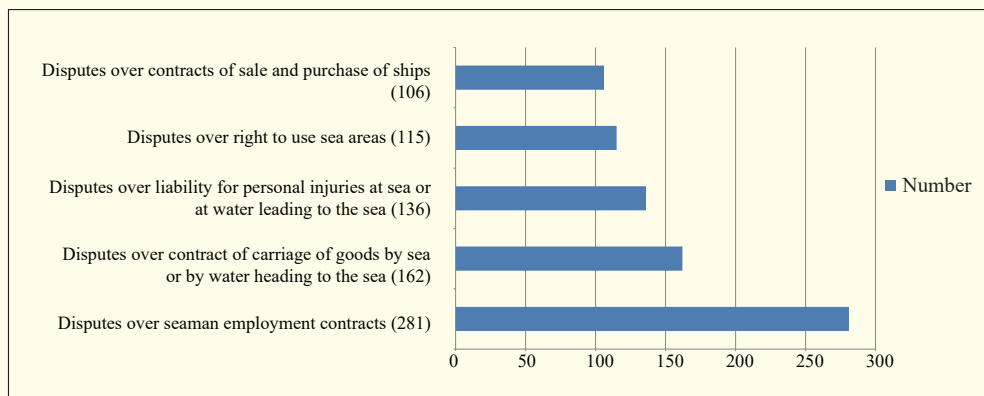 Disputes over contracts of sale and purchase of ships
(106)
Disputes over right to use sea areas (115)
Disputes over liability for personal injuries at sea or
at water leading to the sea (136)
Disputes over contract of carriage of goods by sea
or by water heading to the sea (162)
Disputes over seaman employment contracts (281)
0 50 100 150 200 250 300
Number